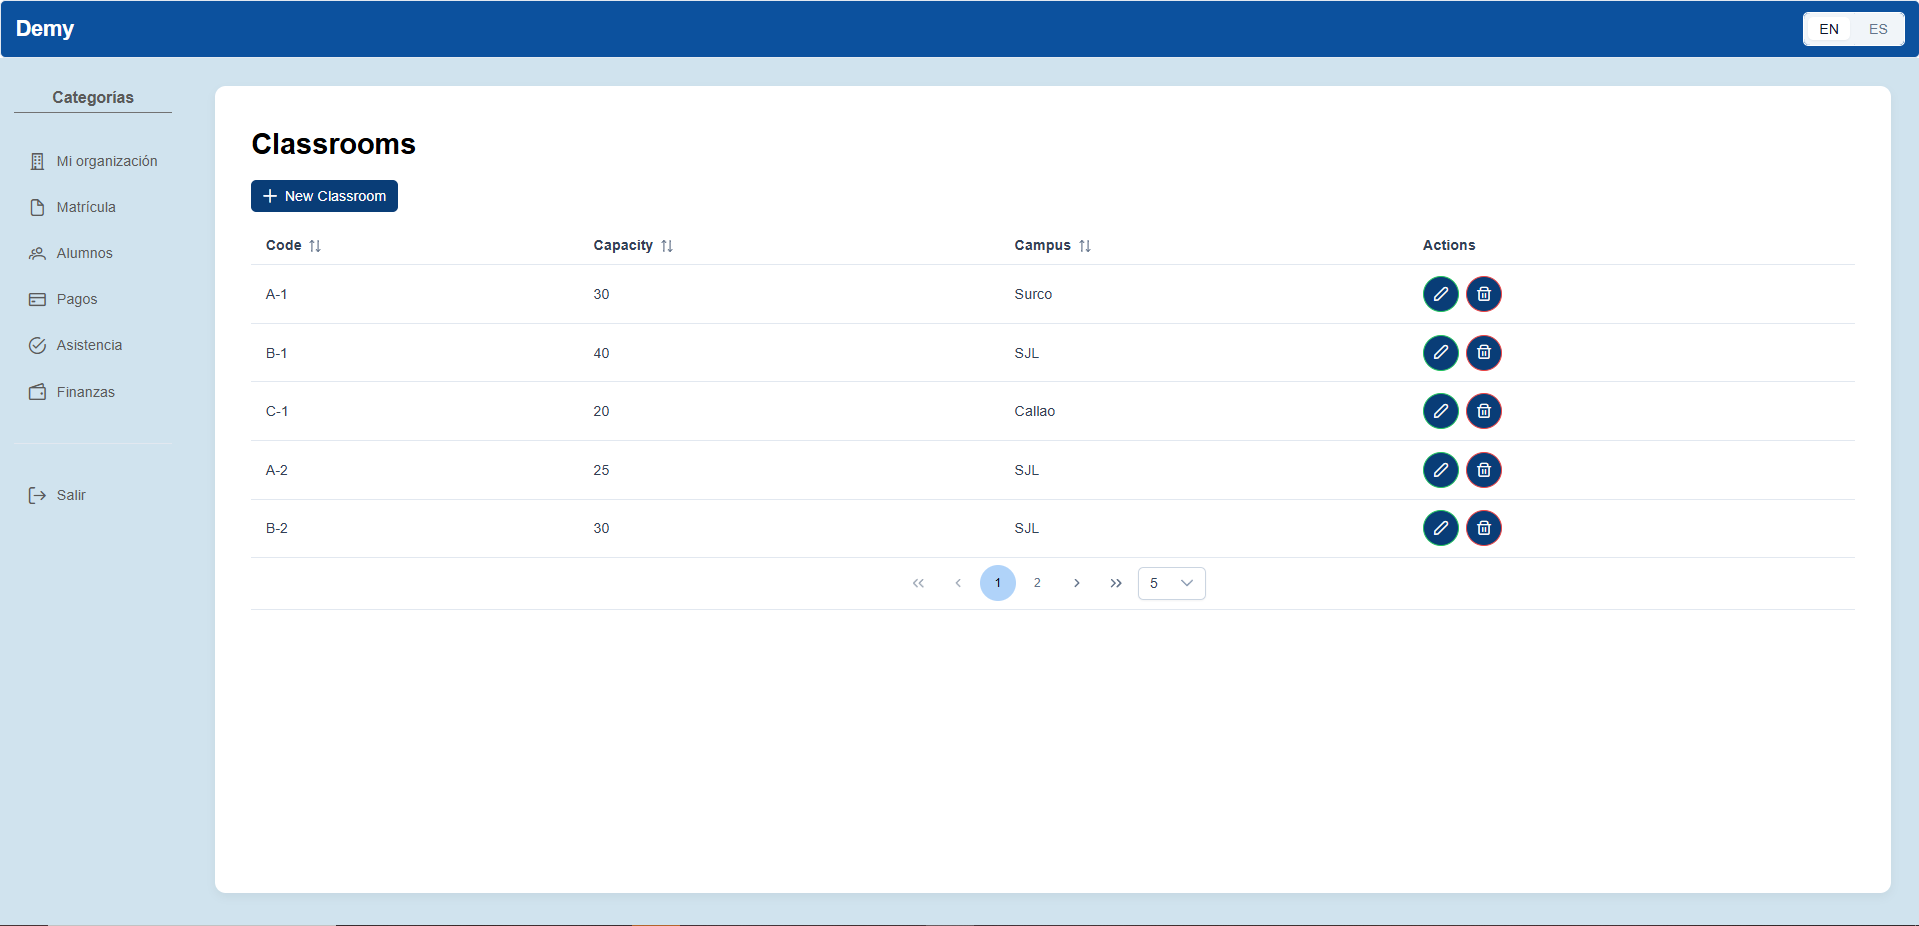 Demy
EN ES
Categorías
Mi organización
Matrícula
Alumnos
Pagos
Asistencia
Finanzas
Salir
Classrooms
New Classroom
Code Capacity Campus Actions
A-1 30 Surco
B-1 40 SJL
C-1 20 Callao
A-2 25 SJL
B-2 30 SJL
1 2 5